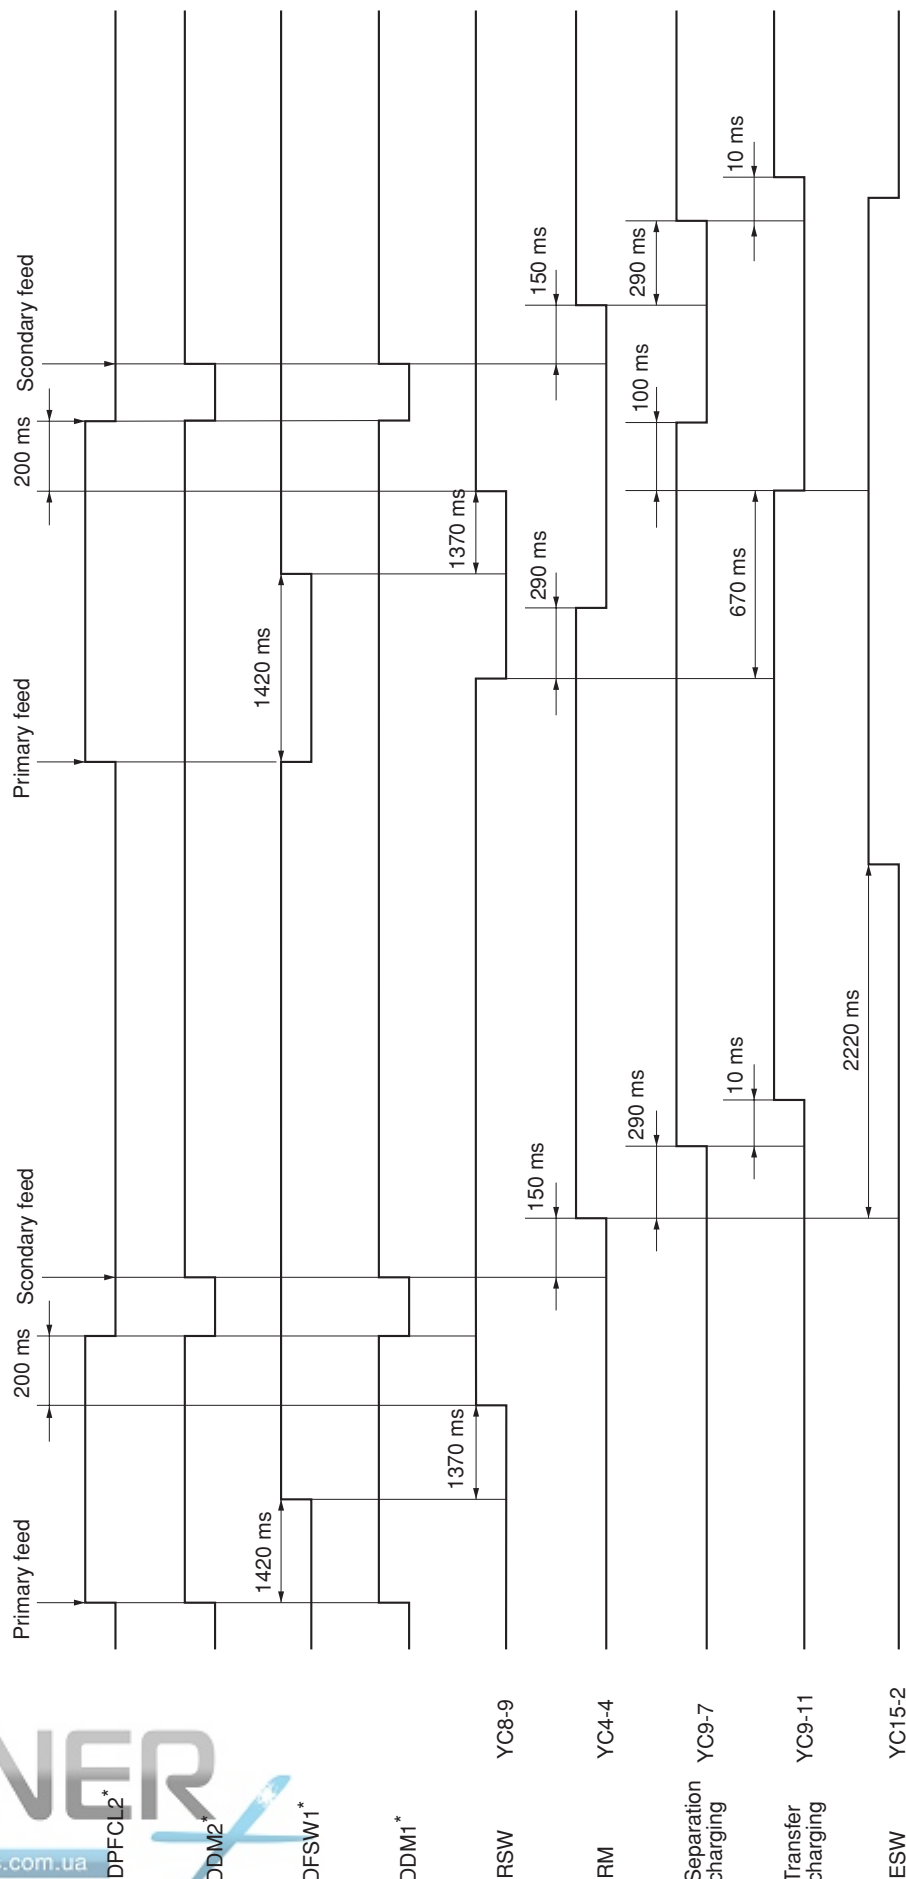 Primary feed
200 ms
Scondary feed
Primary feed
200 ms
Scondary feed
DPFCL2*
DDM2*
DFSW1*
1420 ms
1420 ms
DDM1*
RSW YC8-9
1370 ms
1370 ms
RM YC4-4
150 ms
290 ms
150 ms
Separation
charging
YC9-7
290 ms
100 ms
290 ms
Transfer
charging
YC9-11
10 ms
670 ms
10 ms
ESW YC15-2
2220 ms
NER
s.com.ua